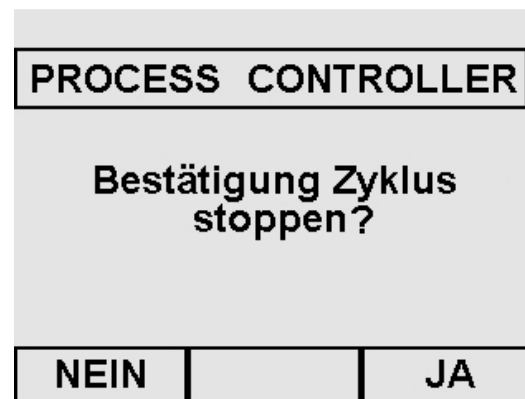 PROCESS CONTROLLER
Bestätigung Zyklus
stoppen?
NEIN
JA